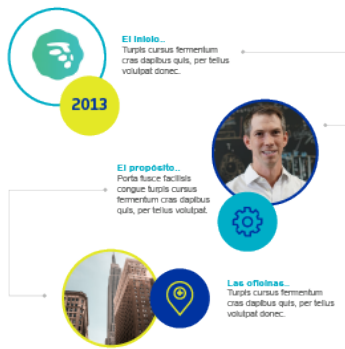 El inicio...
Turpis cursus fermentum
cras dapibus quis, per tellus
volutpat donec.
2013
El propósito...
Porta fusce facilisis
congue turpis cursus
fermentum cras dapibus
quis, per tellus volutpat.
Las oficinas...
Turpis cursus fermentum
cras dapibus quis, per tellus
volutpat donec.